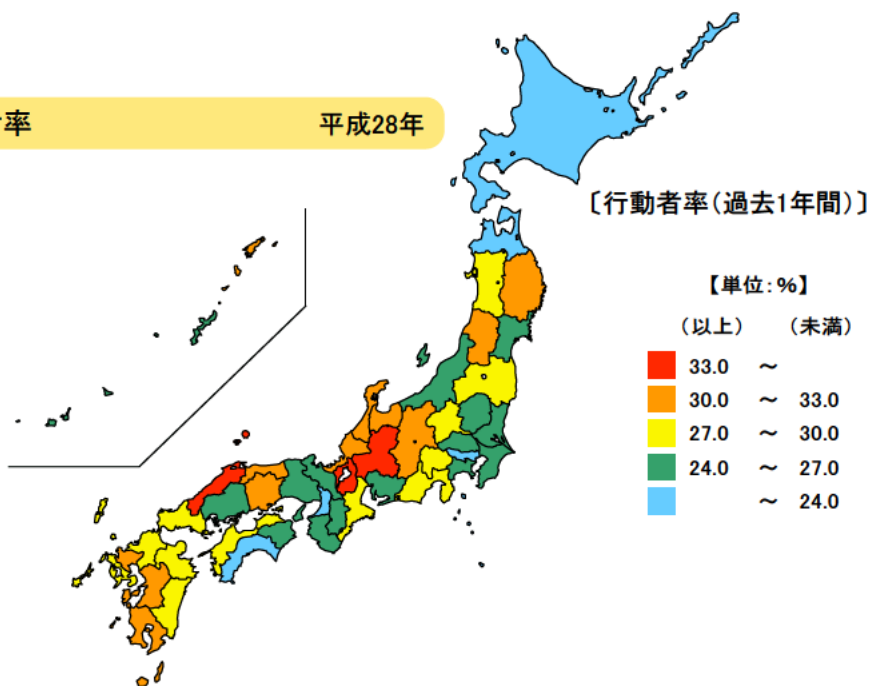 率 平成28年
〔行動者率(過去1年間)〕
【単位:%】
(以上) (未満)
33.0 ~
30.0 ~ 33.0
27.0 ~ 30.0
24.0 ~ 27.0
~ 24.0